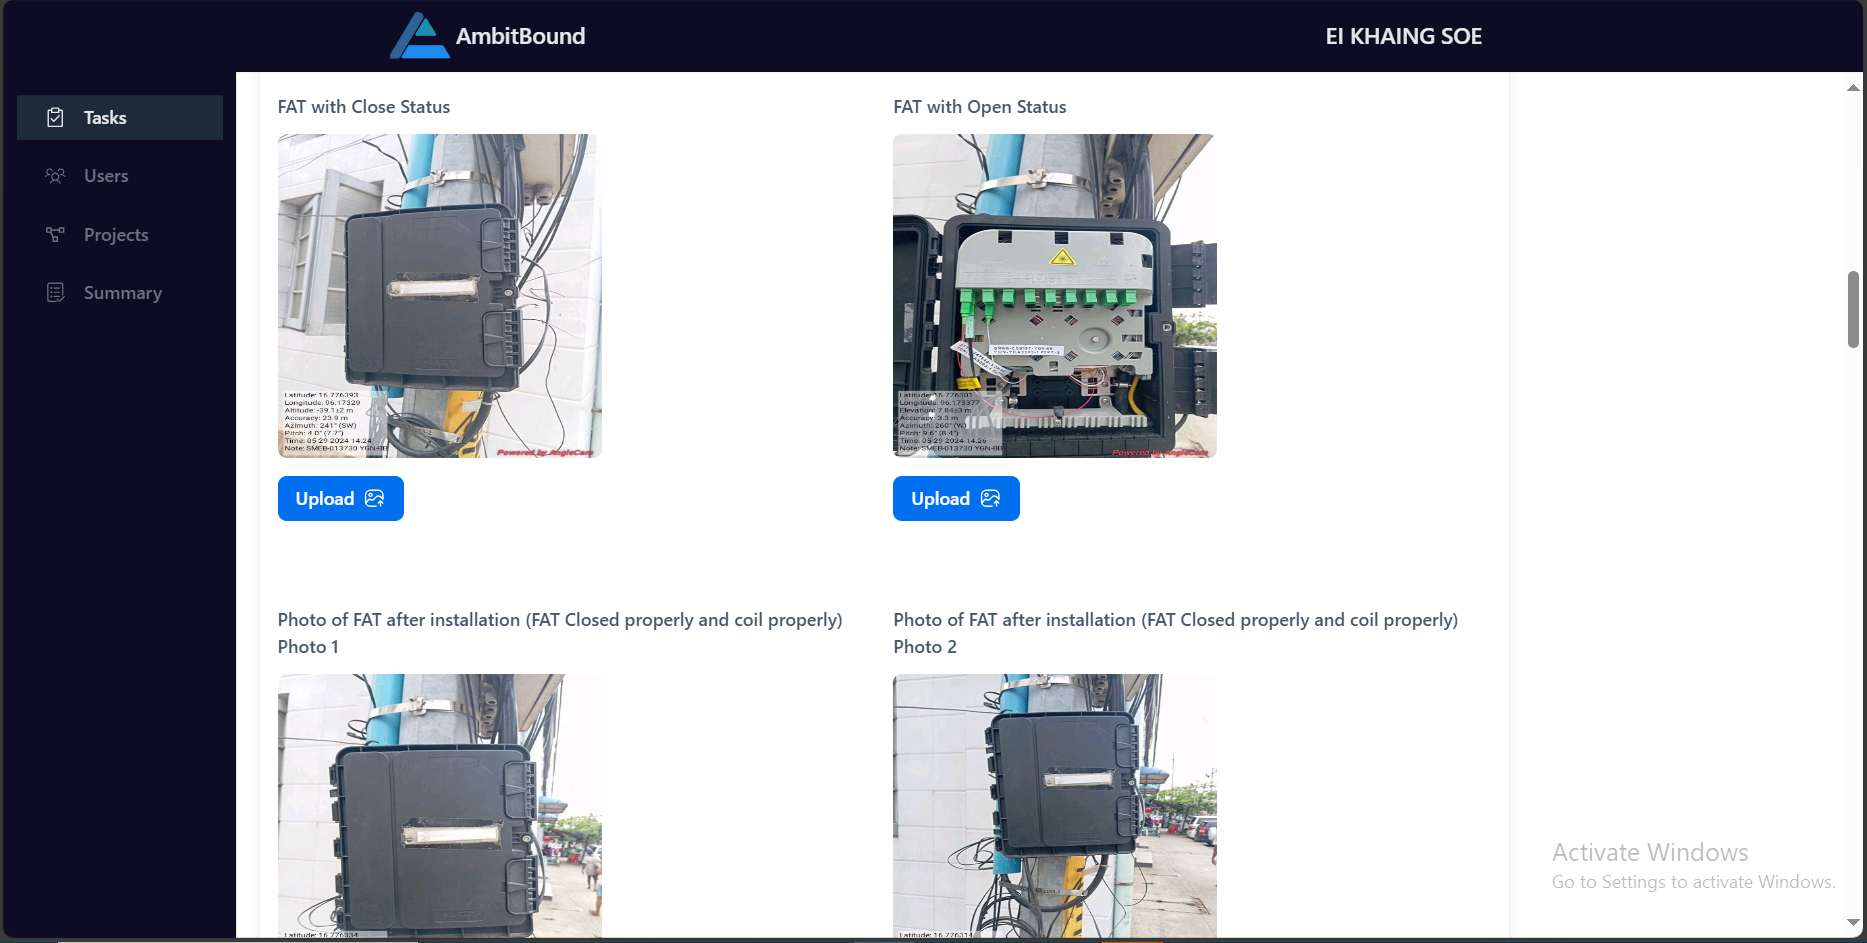 AmbitBound
EI KHAING SOE
Tasks
Users
Projects
Summary
FAT with Close Status
FAT with Open Status
Latitude: 16.776393
Longitude: 96.17329
Altitude: -39.1±2 m
Accuracy: 23.9 m
Azimuth: 241° (SW)
Pitch: 4.0° (7.7°)
Time: 05-29-2024 14:24
Note: SMEB-013730 YGN-BB
Powered by AngleCam
Latitude: 16.776301
Longitude: 96.173377
Elevation: 7.84±3 m
Accuracy: 3.3 m
Azimuth: 260° (W)
Pitch: 9.6° (8.4°)
Time: 05-29-2024 14:26
Note: SMEB-013730 YGN-BB
Powered by AngleCam
Upload
Upload
Photo of FAT after installation (FAT Closed properly and coil properly)
Photo 1
Photo of FAT after installation (FAT Closed properly and coil properly)
Photo 2
Latitude: 16.776334
Latitude: 16.776314
Activate Windows
Go to Settings to activate Windows.